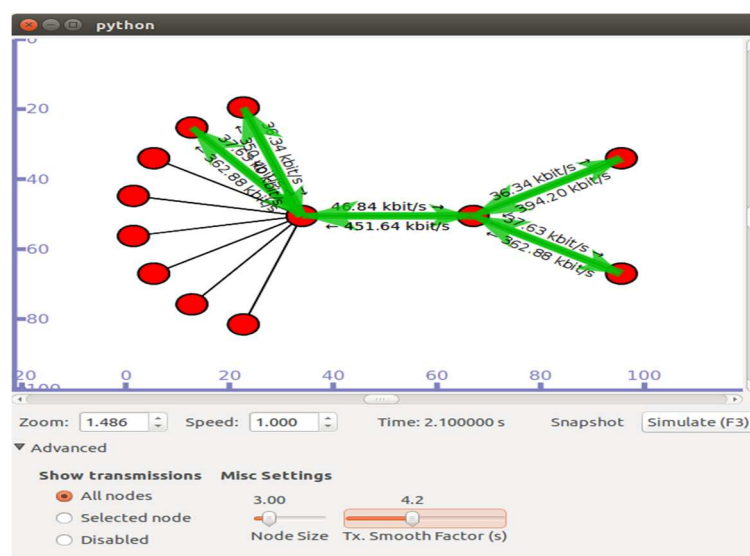 python
0
20
40
60
80
100
36.34 kbit/s →
37.63 kbit/s
← 362.88 kbit/s
46.84 kbit/s →
← 451.64 kbit/s
36.34 kbit/s →
← 394.20 kbit/s
37.63 kbit/s →
← 362.88 kbit/s
20 0 20 40 60 80 100
Zoom: 1.486 Speed: 1.000 Time: 2.100000 s Snapshot Simulate (F3)
Advanced
Show transmissions Misc Settings
All nodes 3.00 4.2
Selected node Node Size Tx. Smooth Factor (s)
Disabled